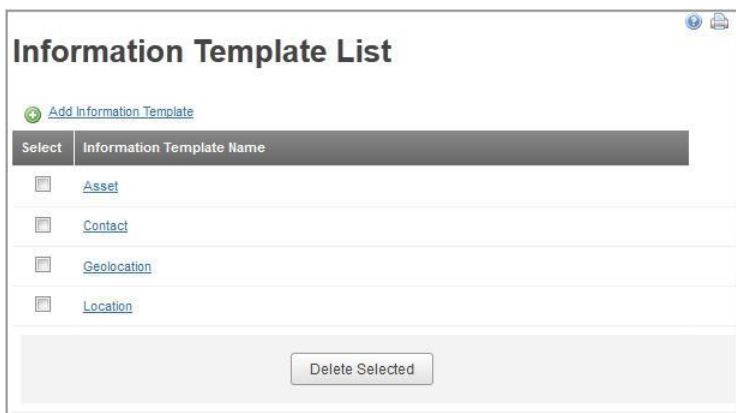 Information Template List
Add Information Template
Select Information Template Name
Asset
Contact
Geolocation
Location
Delete Selected